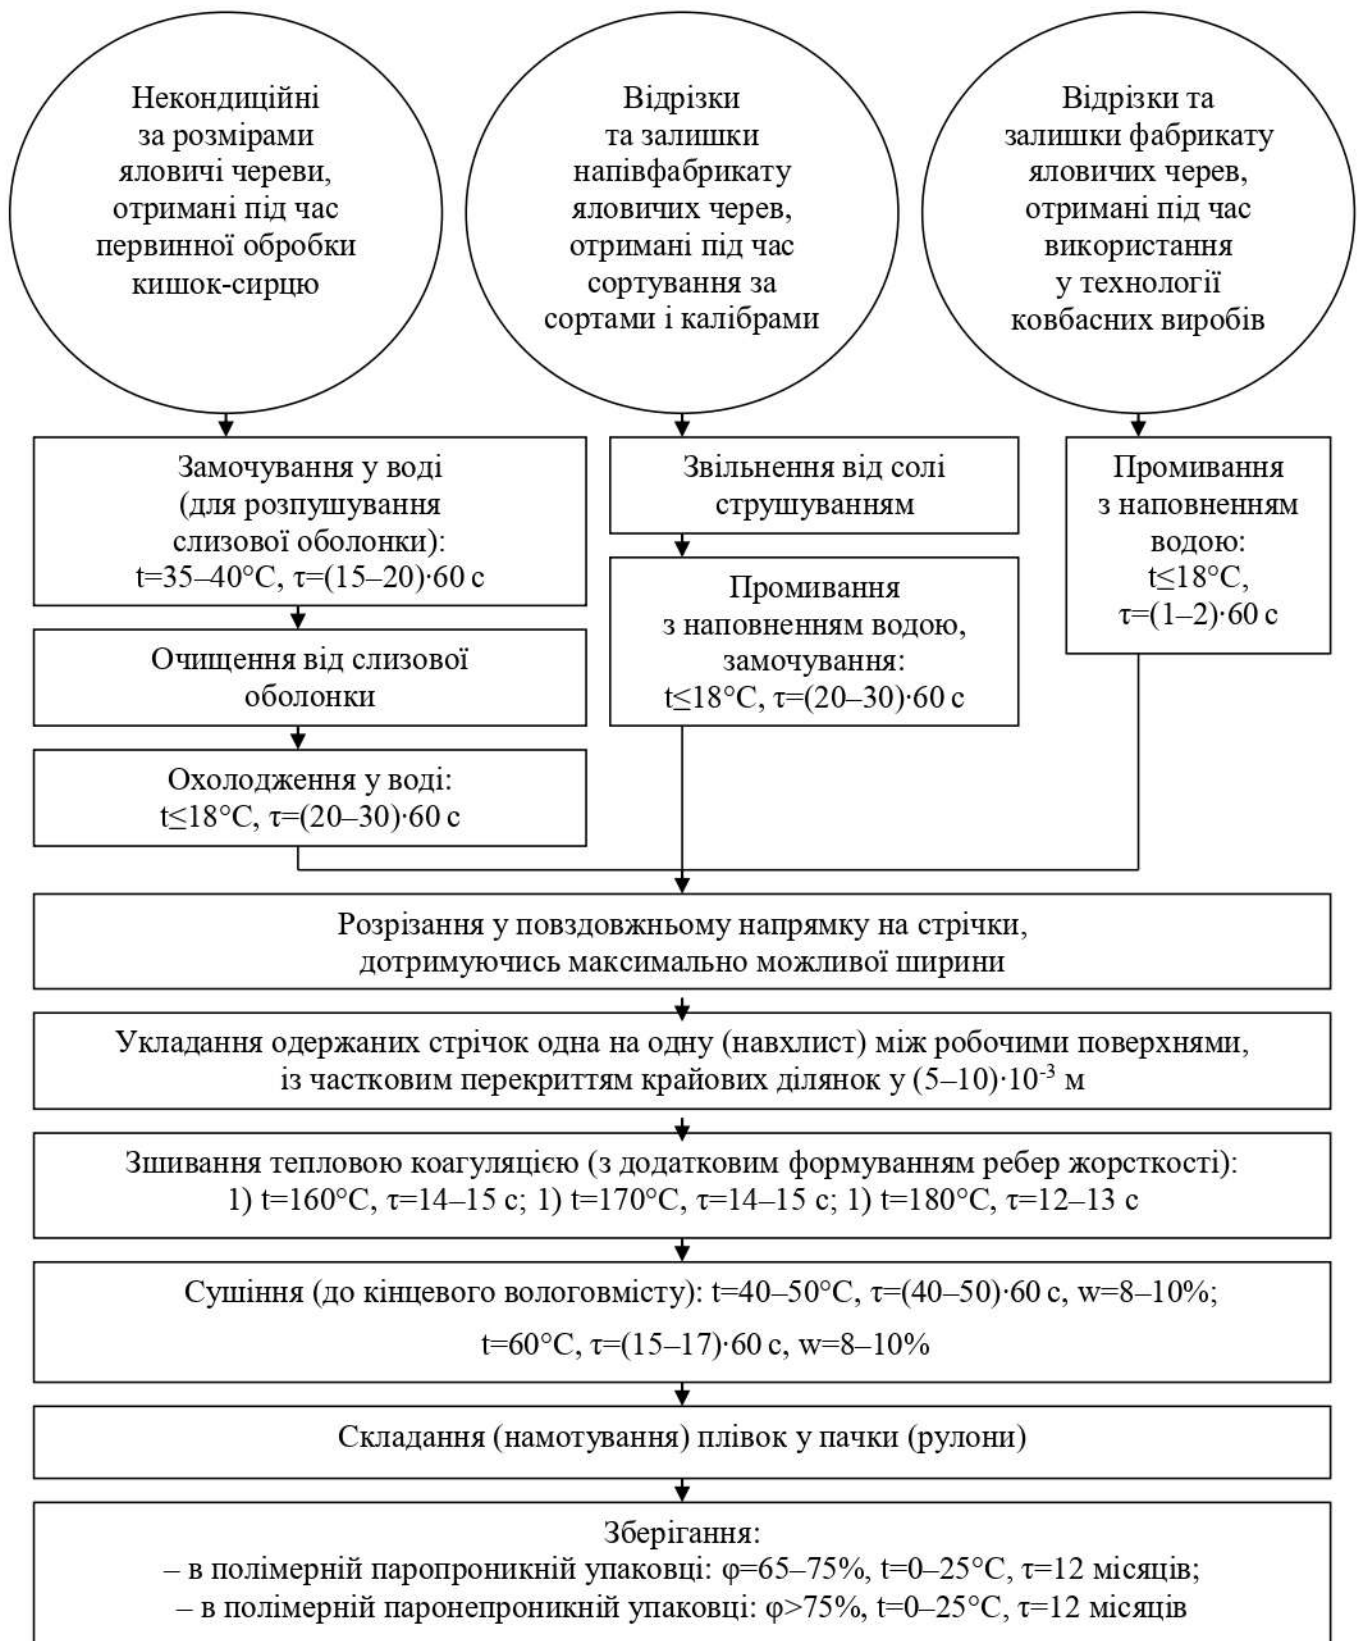 Некондиційні
за розмірами
яловичі череви,
отримані під час
первинної обробки
кишок-сирцю
Відрізки
та залишки
напівфабрикату
яловичих черев,
отримані під час
сортування за
сортами і калібрами
Відрізки та
залишки фабрикату
яловичих черев,
отримані під час
використання
у технології
ковбасних виробів
Замочування у воді
(для розпушування
слизової оболонки):
t=35–40°С, τ=(15–20)·60 с
Очищення від слизової
оболонки
Охолодження у воді:
t≤18°С, τ=(20–30)·60 с
Звільнення від солі
струшуванням
Промивання
з наповненням водою,
замочування:
t≤18°С, τ=(20–30)·60 с
Промивання
з наповненням
водою:
t≤18°С,
τ=(1–2)·60 с
Розрізання у повздовжньому напрямку на стрічки,
дотримуючись максимально можливої ширини
Укладання одержаних стрічок одна на одну (навхлист) між робочими поверхнями,
із частковим перекриттям крайових ділянок у (5–10)·10⁻³ м
Зшивання тепловою коагуляцією (з додатковим формуванням ребер жорсткості):
1) t=160°С, τ=14–15 с; 1) t=170°С, τ=14–15 с; 1) t=180°С, τ=12–13 с
Сушіння (до кінцевого вологовмісту): t=40–50°С, τ=(40–50)·60 с, w=8–10%;
t=60°С, τ=(15–17)·60 с, w=8–10%
Складання (намотування) плівок у пачки (рулони)
Зберігання:
– в полімерній паропроникній упаковці: φ=65–75%, t=0–25°С, τ=12 місяців;
– в полімерній паронепроникній упаковці: φ>75%, t=0–25°С, τ=12 місяців